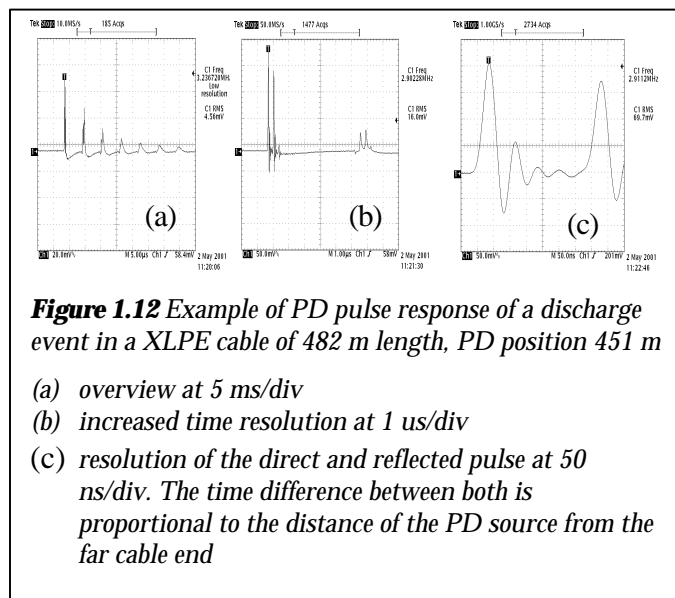 Tek Stop 10.0MS/s 185 Acqs
T
C1 Freq
3.236720MHz
Low
resolution
C1 RMS
4.56mV
1
(a)
Ch1 20.0mV M 5.00µs Ch1 58.4mV
2 May 2001
11:20:06
Tek Stop 50.0MS/s 1477 Acqs
T
C1 Freq
2.90228MHz
C1 RMS
16.0mV
1
(b)
Ch1 50.0mV M 1.00µs Ch1 58mV
2 May 2001
11:21:30
Tek Stop 1.00GS/s 2734 Acqs
T
C1 Freq
2.9112MHz
C1 RMS
69.7mV
(c)
Ch1 50.0mV M 50.0ns Ch1 201mV
2 May 2001
11:22:46
Figure 1.12 Example of PD pulse response of a discharge
event in a XLPE cable of 482 m length, PD position 451 m
(a) overview at 5 ms/div
(b) increased time resolution at 1 us/div
(c) resolution of the direct and reflected pulse at 50
ns/div. The time difference between both is
proportional to the distance of the PD source from the
far cable end